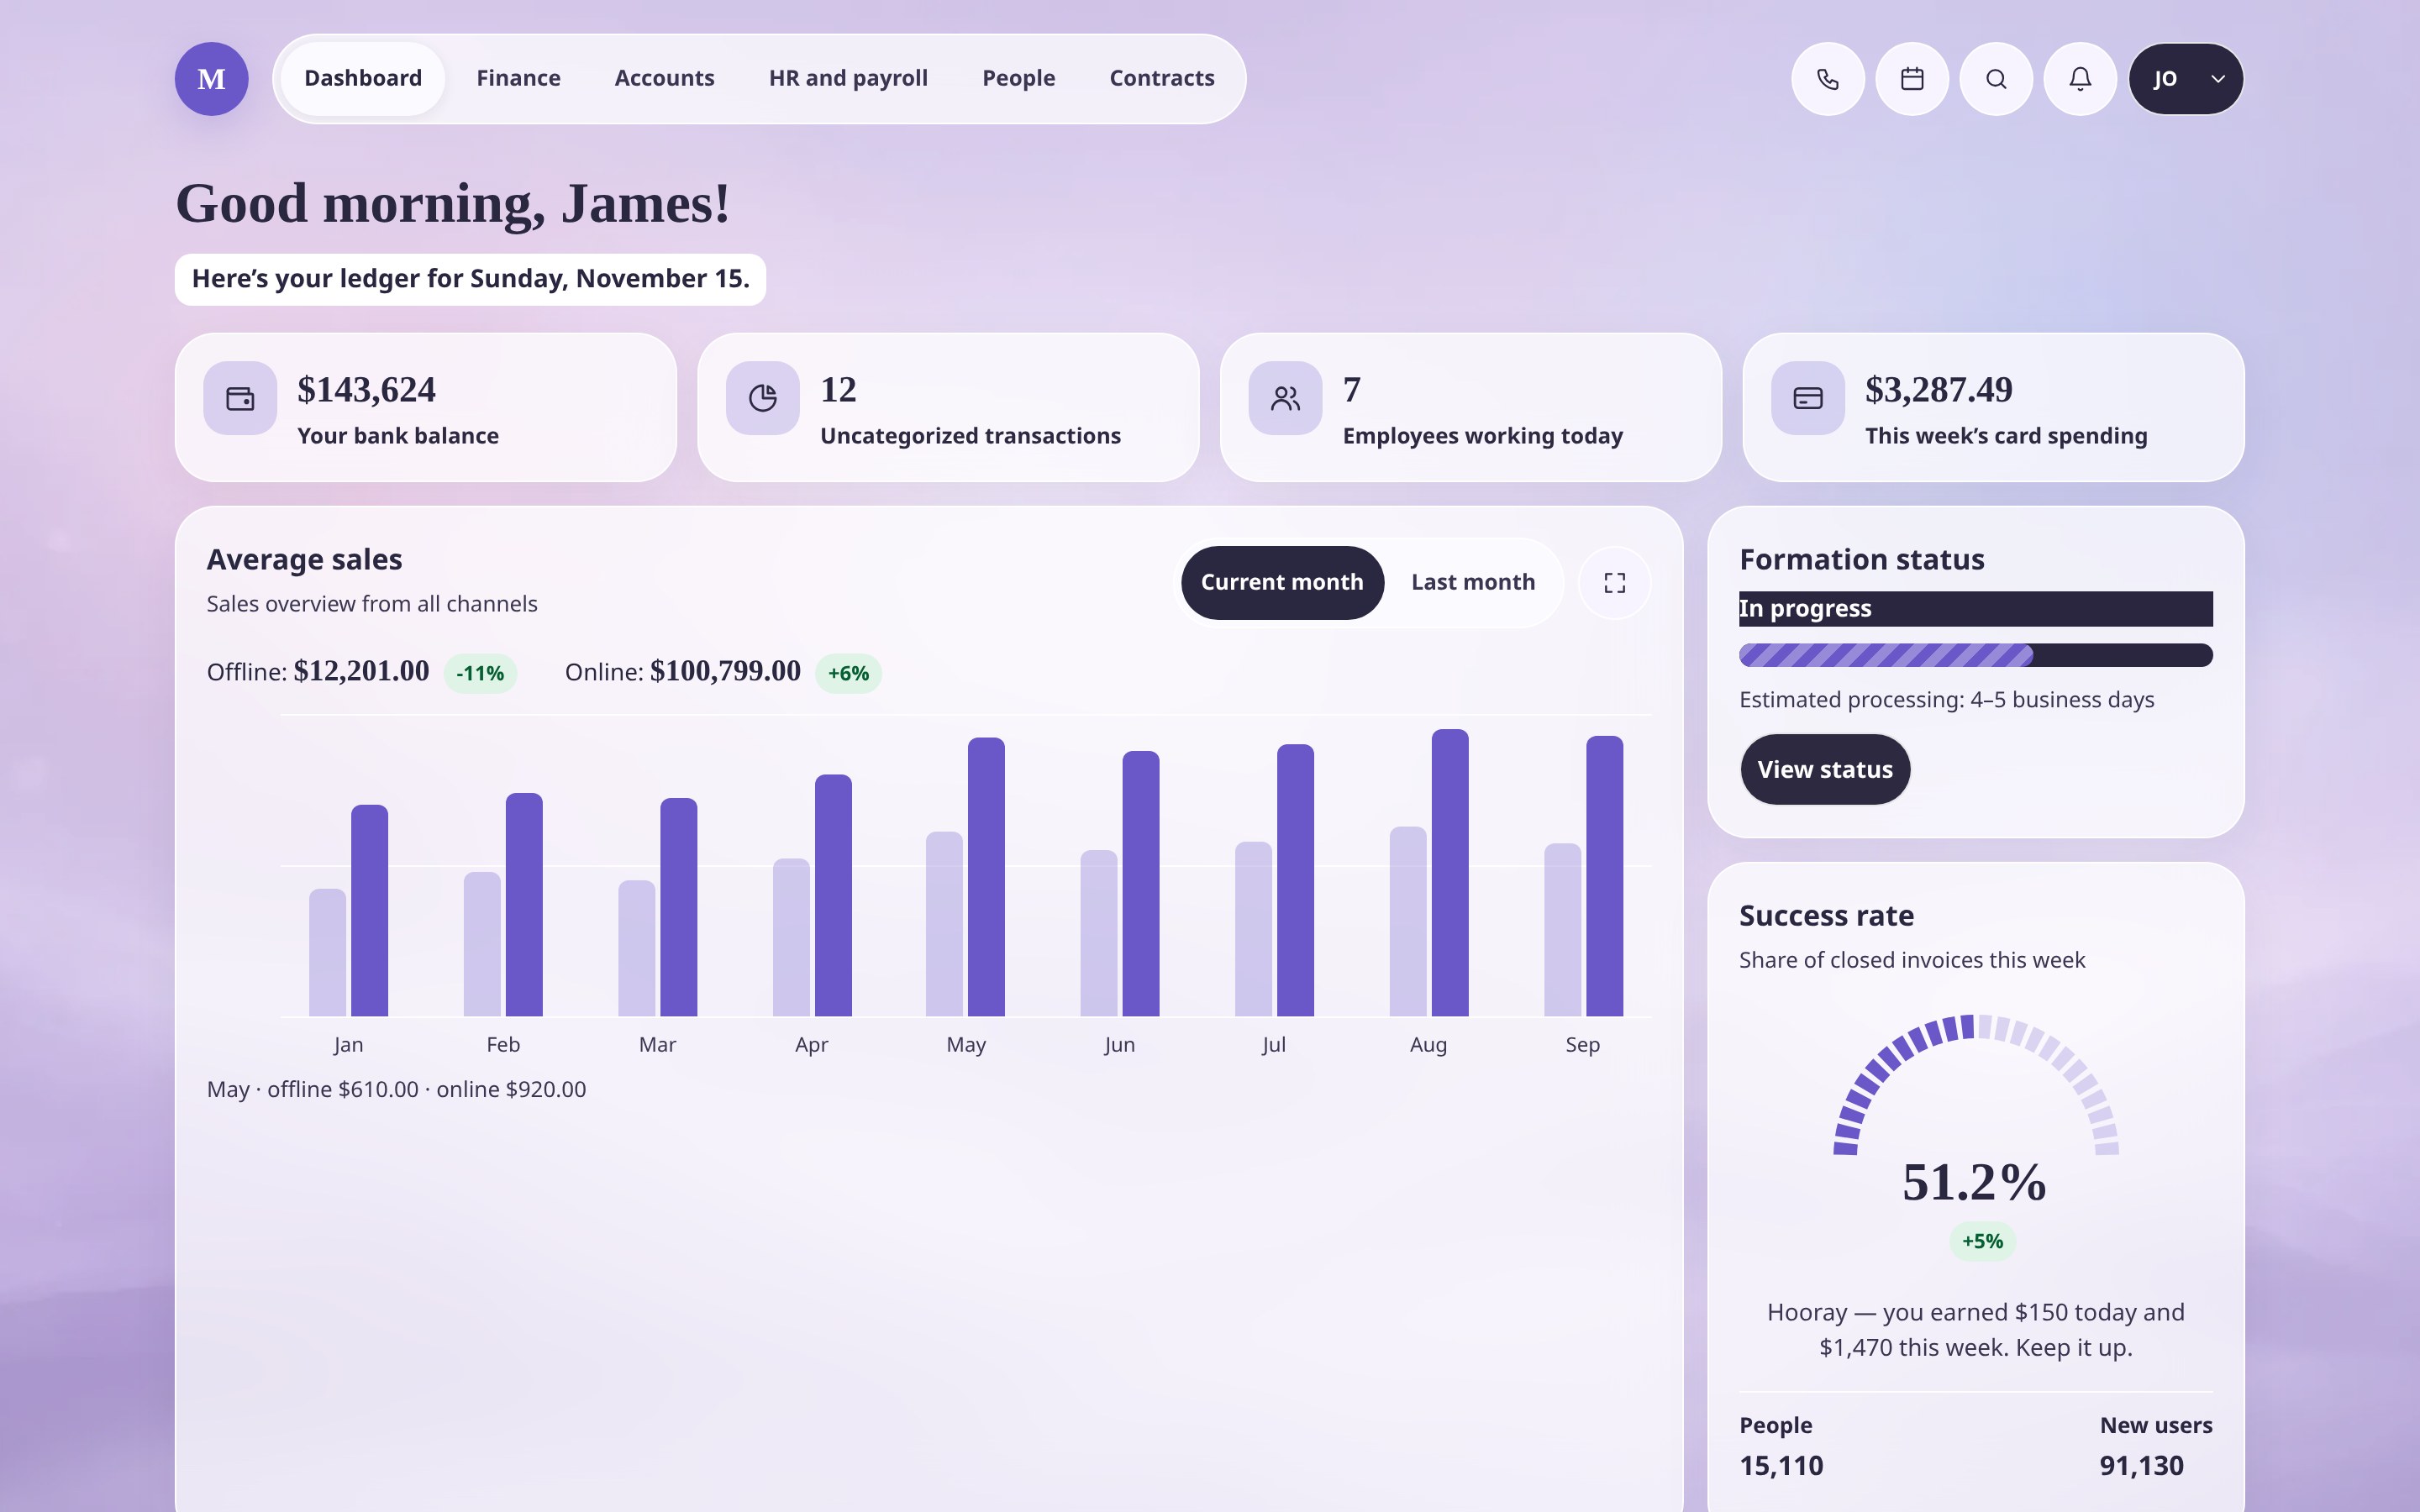 M
Dashboard
Finance
Accounts
HR and payroll
People
Contracts
JO
Good morning, James!
Here’s your ledger for Sunday, November 15.
$143,624
Your bank balance
12
Uncategorized transactions
7
Employees working today
$3,287.49
This week’s card spending
Average sales
Sales overview from all channels
Current month
Last month
Offline: $12,201.00 -11%
Online: $100,799.00 +6%
Jan
Feb
Mar
Apr
May
Jun
Jul
Aug
Sep
May · offline $610.00 · online $920.00
Formation status
In progress
Estimated processing: 4–5 business days
View status
Success rate
Share of closed invoices this week
51.2%
+5%
Hooray — you earned $150 today and
$1,470 this week. Keep it up.
People
15,110
New users
91,130